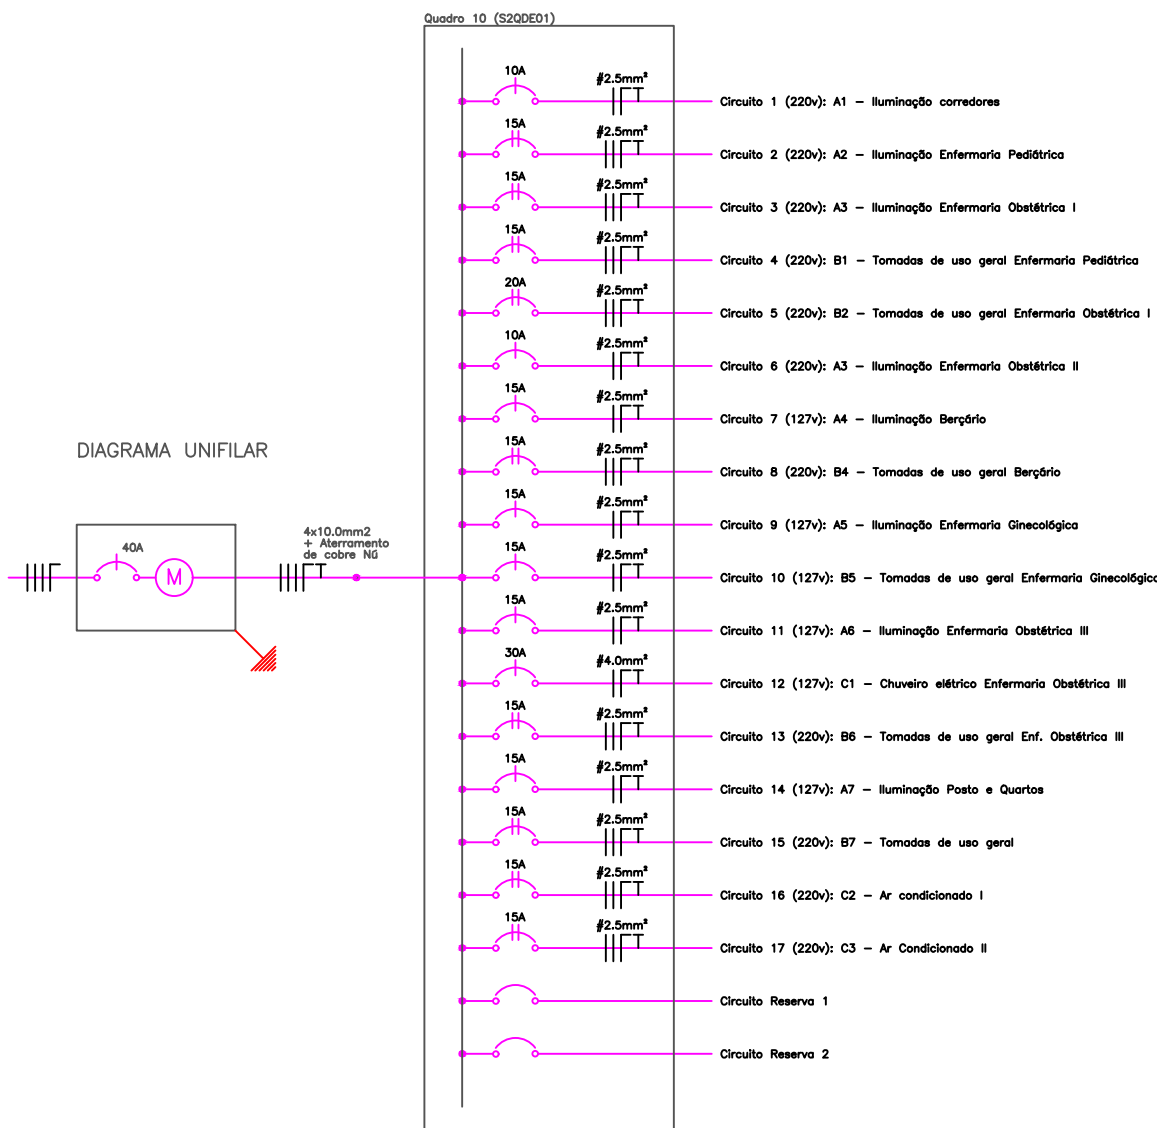 Quadro 10 (S2QDE01)
10A
#2.5mm²
Circuito 1 (220v): A1 – Iluminação corredores
15A
#2.5mm²
Circuito 2 (220v): A2 – Iluminação Enfermaria Pediátrica
15A
#2.5mm²
Circuito 3 (220v): A3 – Iluminação Enfermaria Obstétrica I
15A
#2.5mm²
Circuito 4 (220v): B1 – Tomadas de uso geral Enfermaria Pediátrica
20A
#2.5mm²
Circuito 5 (220v): B2 – Tomadas de uso geral Enfermaria Obstétrica I
10A
#2.5mm²
Circuito 6 (220v): A3 – Iluminação Enfermaria Obstétrica II
15A
#2.5mm²
Circuito 7 (127v): A4 – Iluminação Berçário
15A
#2.5mm²
Circuito 8 (220v): B4 – Tomadas de uso geral Berçário
15A
#2.5mm²
Circuito 9 (127v): A5 – Iluminação Enfermaria Ginecológica
DIAGRAMA UNIFILAR
40A
M
4x10.0mm2
+ Aterramento
de cobre Nú
15A
#2.5mm²
Circuito 10 (127v): B5 – Tomadas de uso geral Enfermaria Ginecológica
15A
#2.5mm²
Circuito 11 (127v): A6 – Iluminação Enfermaria Obstétrica III
30A
#4.0mm²
Circuito 12 (127v): C1 – Chuveiro elétrico Enfermaria Obstétrica III
15A
#2.5mm²
Circuito 13 (220v): B6 – Tomadas de uso geral Enf. Obstétrica III
15A
#2.5mm²
Circuito 14 (127v): A7 – Iluminação Posto e Quartos
15A
#2.5mm²
Circuito 15 (220v): B7 – Tomadas de uso geral
15A
#2.5mm²
Circuito 16 (220v): C2 – Ar condicionado I
15A
#2.5mm²
Circuito 17 (220v): C3 – Ar Condicionado II
Circuito Reserva 1
Circuito Reserva 2